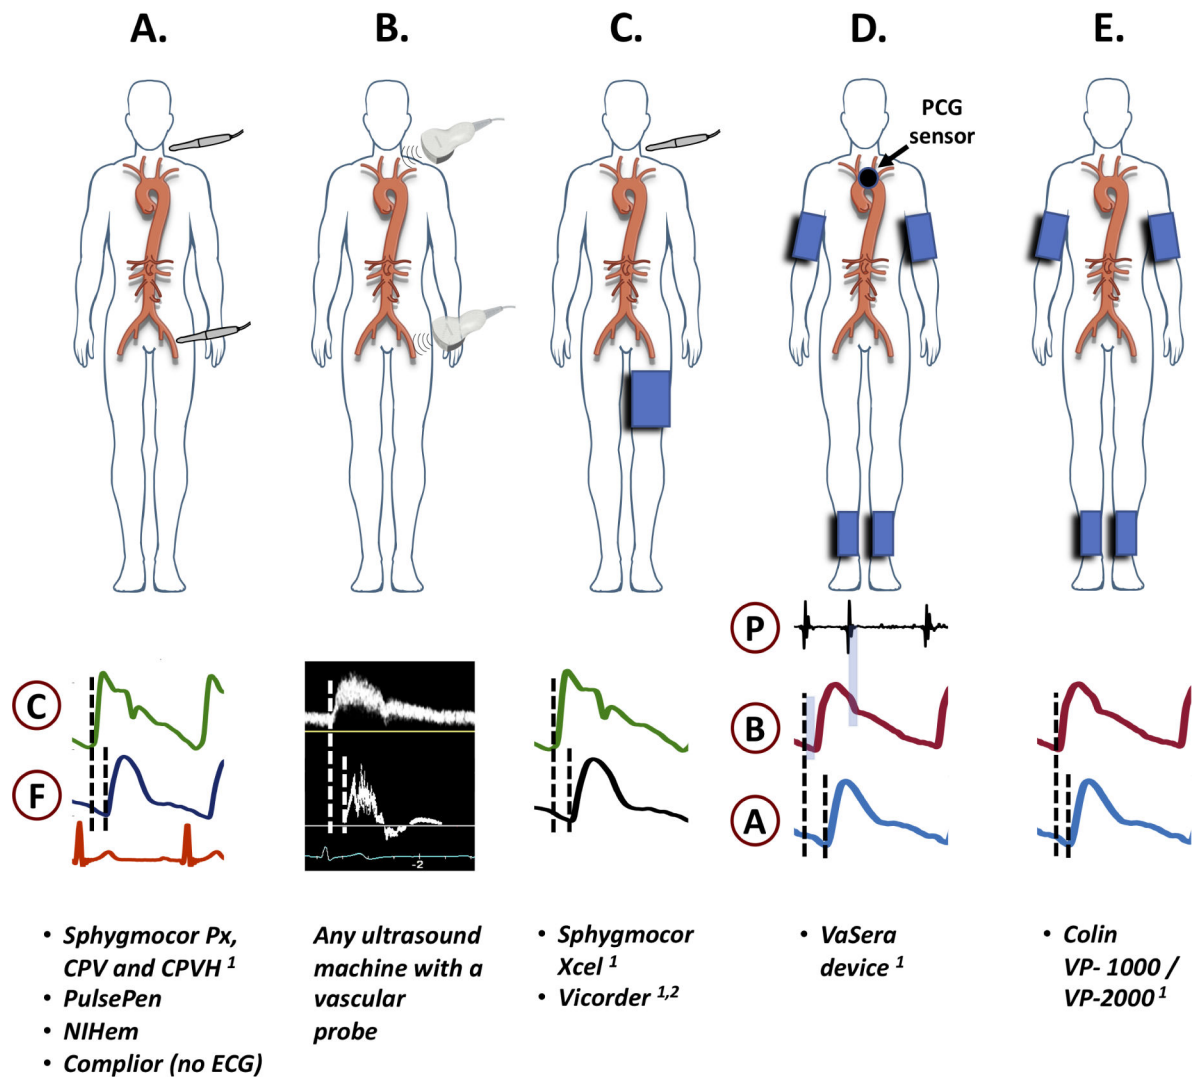 A.
B.
C.
D.
E.
PCG
sensor
P
C
B
F
A
-2
• Sphygmocor Px,
CPV and CPVH 1
• PulsePen
• NIHem
• Complior (no ECG)
Any ultrasound
machine with a
vascular
probe
• Sphygmocor
Xcel 1
• Vicorder 1,2
• VaSera
device 1
• Colin
VP- 1000 /
VP-2000 1